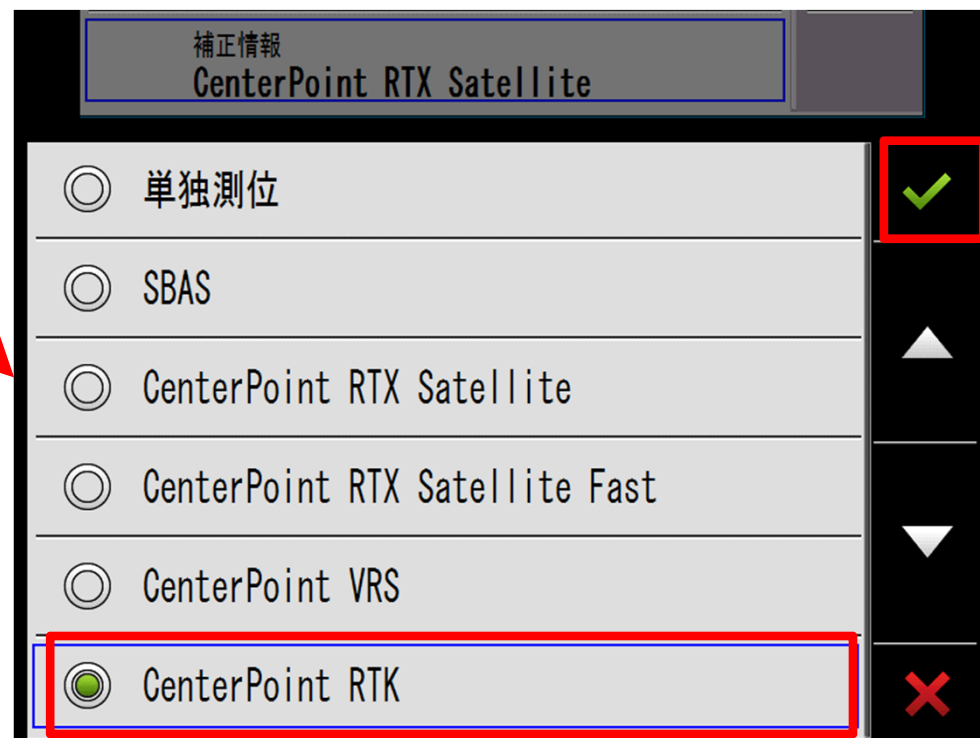 補正情報
CenterPoint RTX Satellite
単独測位
SBAS
CenterPoint RTX Satellite
CenterPoint RTX Satellite Fast
CenterPoint VRS
CenterPoint RTK